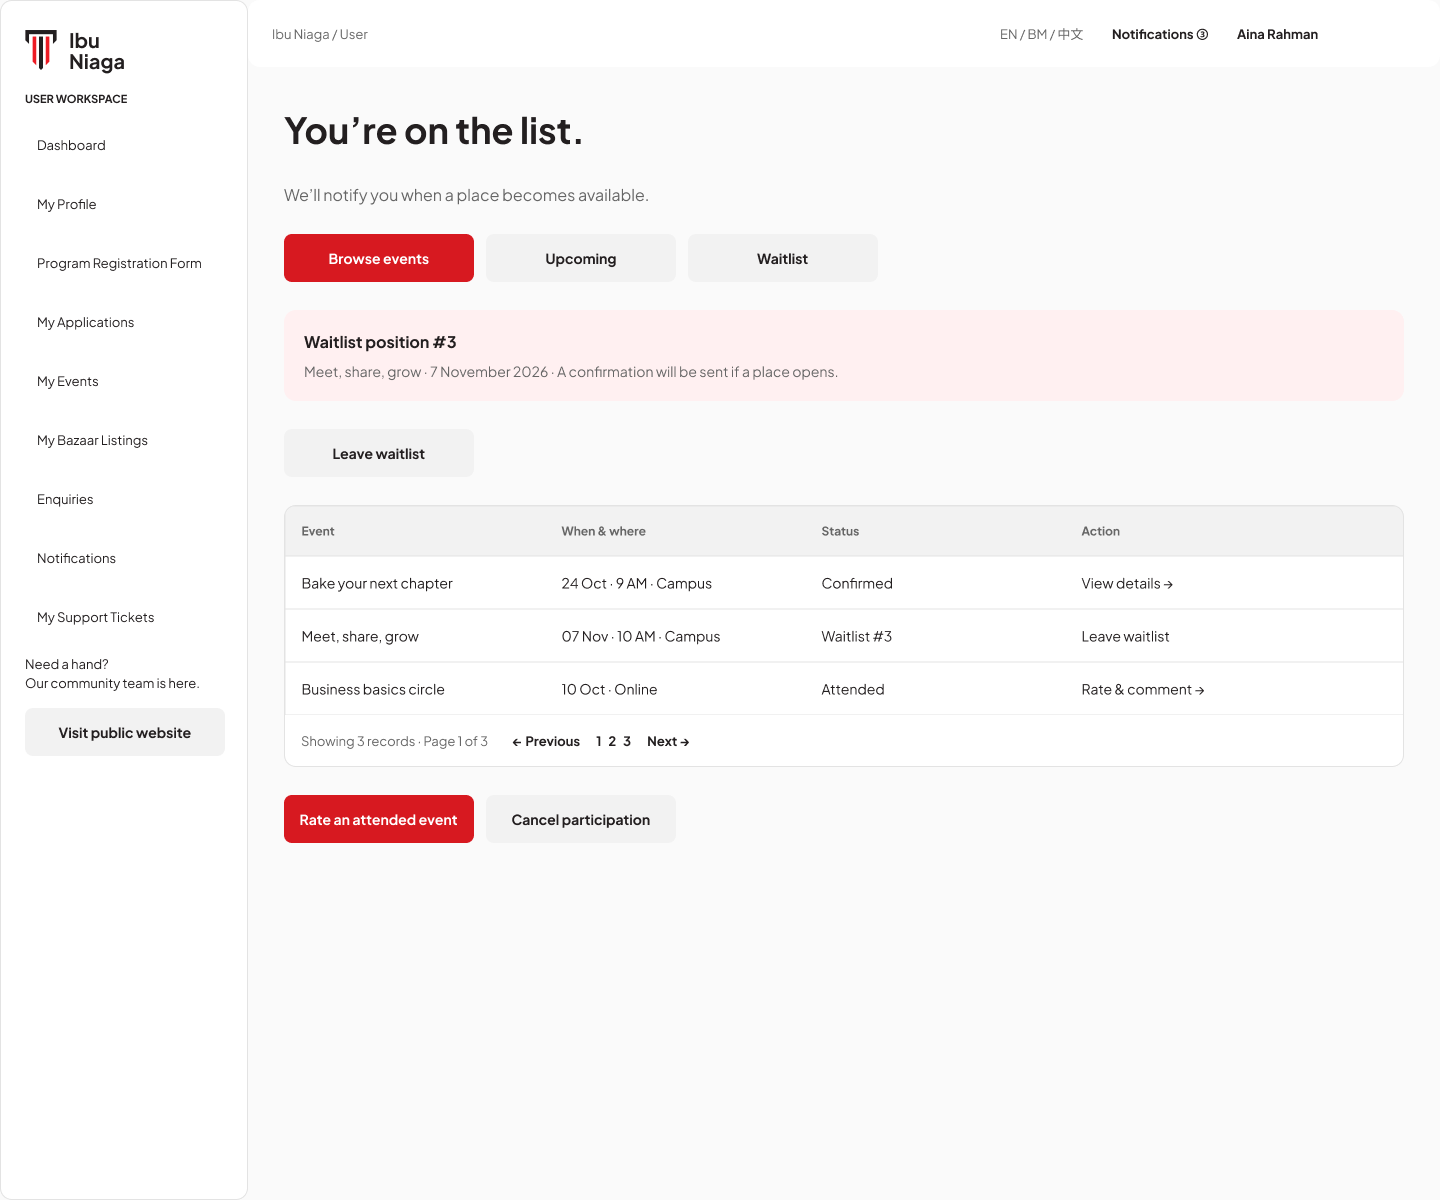 Ibu
Niaga
USER WORKSPACE
Dashboard
My Profile
Program Registration Form
My Applications
My Events
My Bazaar Listings
Enquiries
Notifications
My Support Tickets
Need a hand?
Our community team is here.
Visit public website
Ibu Niaga / User
EN / BM / 中文 Notifications ③ Aina Rahman
You’re on the list.
We’ll notify you when a place becomes available.
Browse events Upcoming Waitlist
Waitlist position #3
Meet, share, grow · 7 November 2026 · A confirmation will be sent if a place opens.
Leave waitlist
Event When & where Status Action
Bake your next chapter 24 Oct · 9 AM · Campus Confirmed View details →
Meet, share, grow 07 Nov · 10 AM · Campus Waitlist #3 Leave waitlist
Business basics circle 10 Oct · Online Attended Rate & comment →
Showing 3 records · Page 1 of 3 ← Previous 1 2 3 Next →
Rate an attended event Cancel participation